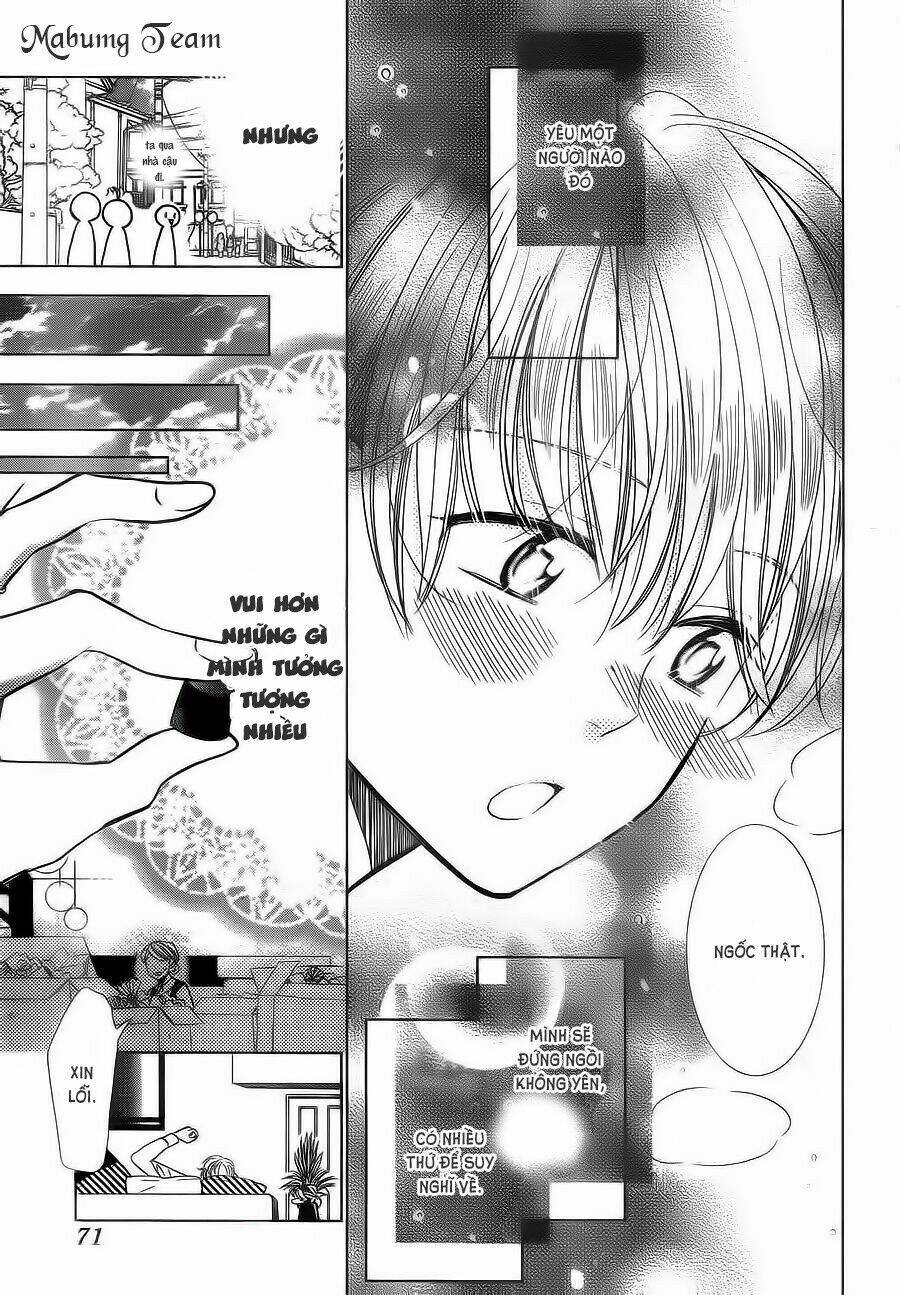 Mabumg Team
YÊU MỘT
NGƯỜI NÀO
ĐÓ
NGỐC THẬT.
MÌNH SẼ
ĐỨNG NGỒI
KHÔNG YÊN,
CÓ NHIỀU
THỨ ĐỂ SUY
NGHĨ VỀ.
NHƯNG
ta qua
nhà cậu
đi.
VUI HƠN
NHỮNG GÌ
MÌNH TƯỞNG
TƯỢNG
NHIỀU
XIN
LỖI.
71